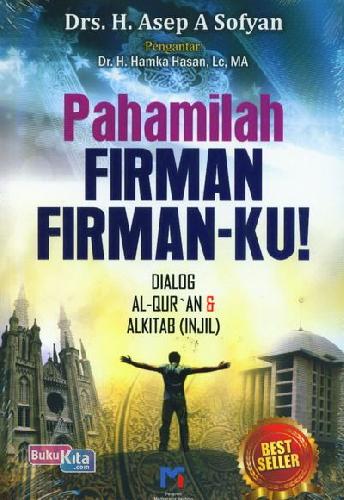 Drs. H. Asep A Sofyan
Pengantar
Dr. H. Hamka Hasan, Lc, MA
Pahamilah
FIRMAN
FIRMAN-KU!
DIALOG
AL-QUR`AN &
ALKITAB (INJIL)
BukuKita
.com
BEST
SELLER